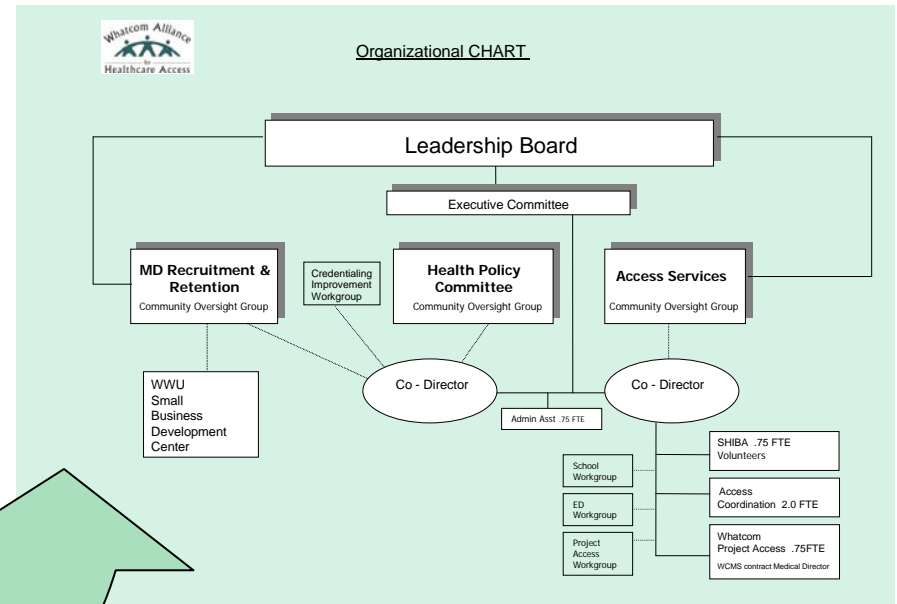 Whatcom Alliance
for
Healthcare Access
Organizational CHART
Leadership Board
Executive Committee
MD Recruitment &
Retention
Community Oversight Group
Credentialing
Improvement
Workgroup
Health Policy
Committee
Community Oversight Group
Access Services
Community Oversight Group
WWU
Small
Business
Development
Center
Co - Director
Co - Director
Admin Asst .75 FTE
School
Workgroup
ED
Workgroup
Project
Access
Workgroup
SHIBA .75 FTE
Volunteers
Access
Coordination 2.0 FTE
Whatcom
Project Access .75FTE
WCMS contract Medical Director